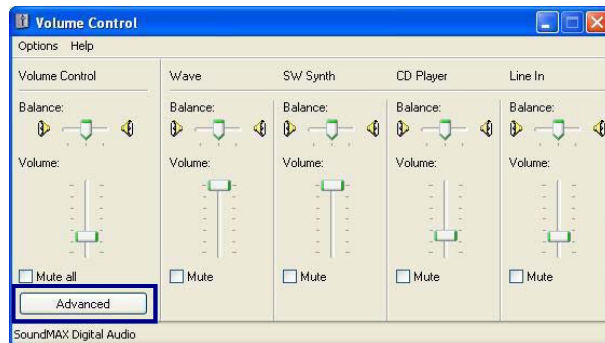 Volume Control
Options Help
Volume Control Wave SW Synth CD Player Line In
Balance: Balance: Balance: Balance: Balance:
Volume: Volume: Volume: Volume: Volume:
Mute all Mute Mute Mute Mute
Advanced
SoundMAX Digital Audio